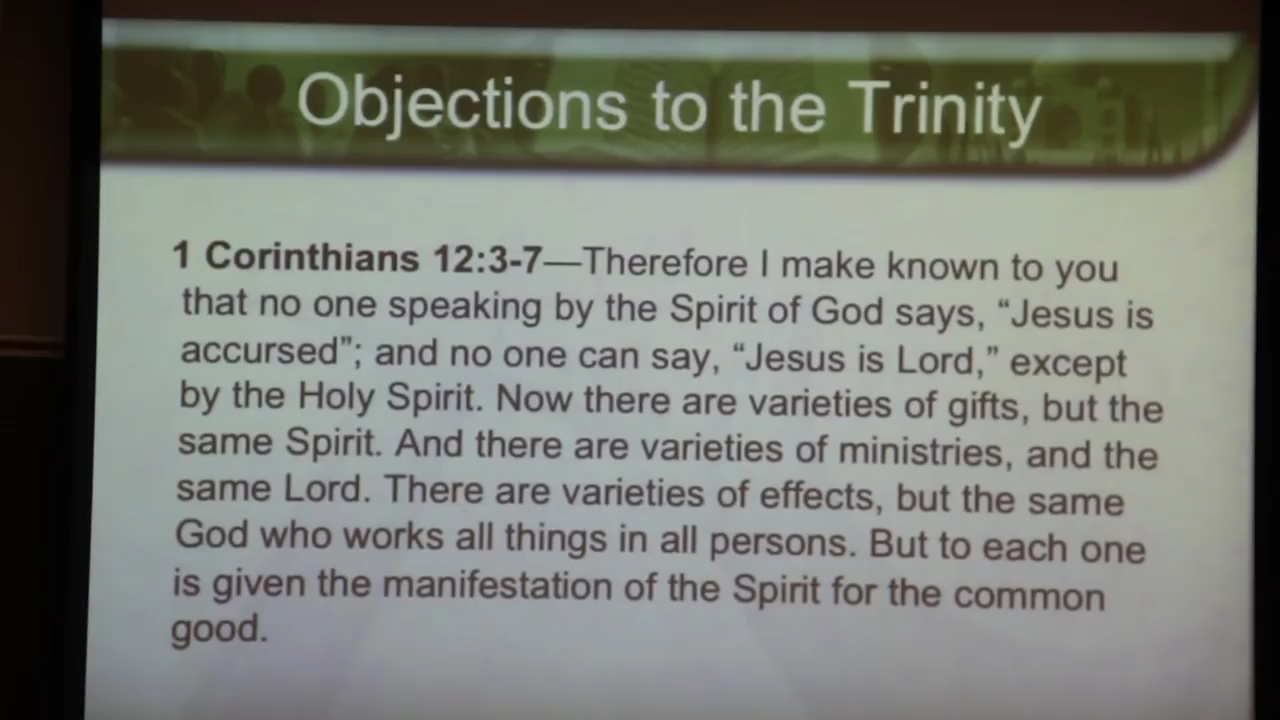 Objections to the Trinity
1 Corinthians 12:3-7—Therefore I make known to you
that no one speaking by the Spirit of God says, “Jesus is
accursed”; and no one can say, “Jesus is Lord,” except
by the Holy Spirit. Now there are varieties of gifts, but the
same Spirit. And there are varieties of ministries, and the
same Lord. There are varieties of effects, but the same
God who works all things in all persons. But to each one
is given the manifestation of the Spirit for the common
good.